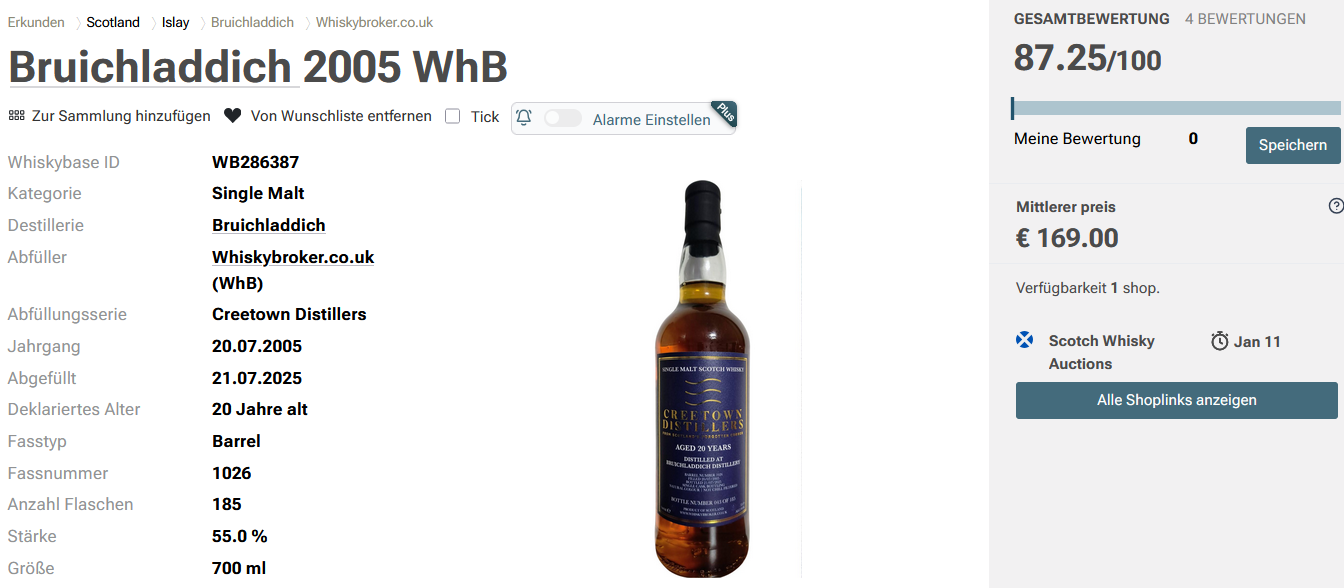 Erkunden Scotland Islay Bruichladdich Whiskybroker.co.uk
Bruichladdich 2005 WhB
Zur Sammlung hinzufügen Von Wunschliste entfernen Tick Alarme Einstellen Plus
Whiskybase ID WB286387
Kategorie Single Malt
Destillerie Bruichladdich
Abfüller Whiskybroker.co.uk
(WhB)
Abfüllungsserie Creetown Distillers
Jahrgang 20.07.2005
Abgefüllt 21.07.2025
Deklariertes Alter 20 Jahre alt
Fasstyp Barrel
Fassnummer 1026
Anzahl Flaschen 185
Stärke 55.0 %
Größe 700 ml
SINGLE MALT SCOTCH WHISKY
CREETOWN
DISTILLERS
AGED 20 YEARS
DISTILLED AT
BRUICHLADDICH DISTILLERY
GESAMTBEWERTUNG 4 BEWERTUNGEN
87.25/100
Meine Bewertung 0 Speichern
Mittlerer preis
€ 169.00
Verfügbarkeit 1 shop.
Scotch Whisky Jan 11
Auctions
Alle Shoplinks anzeigen